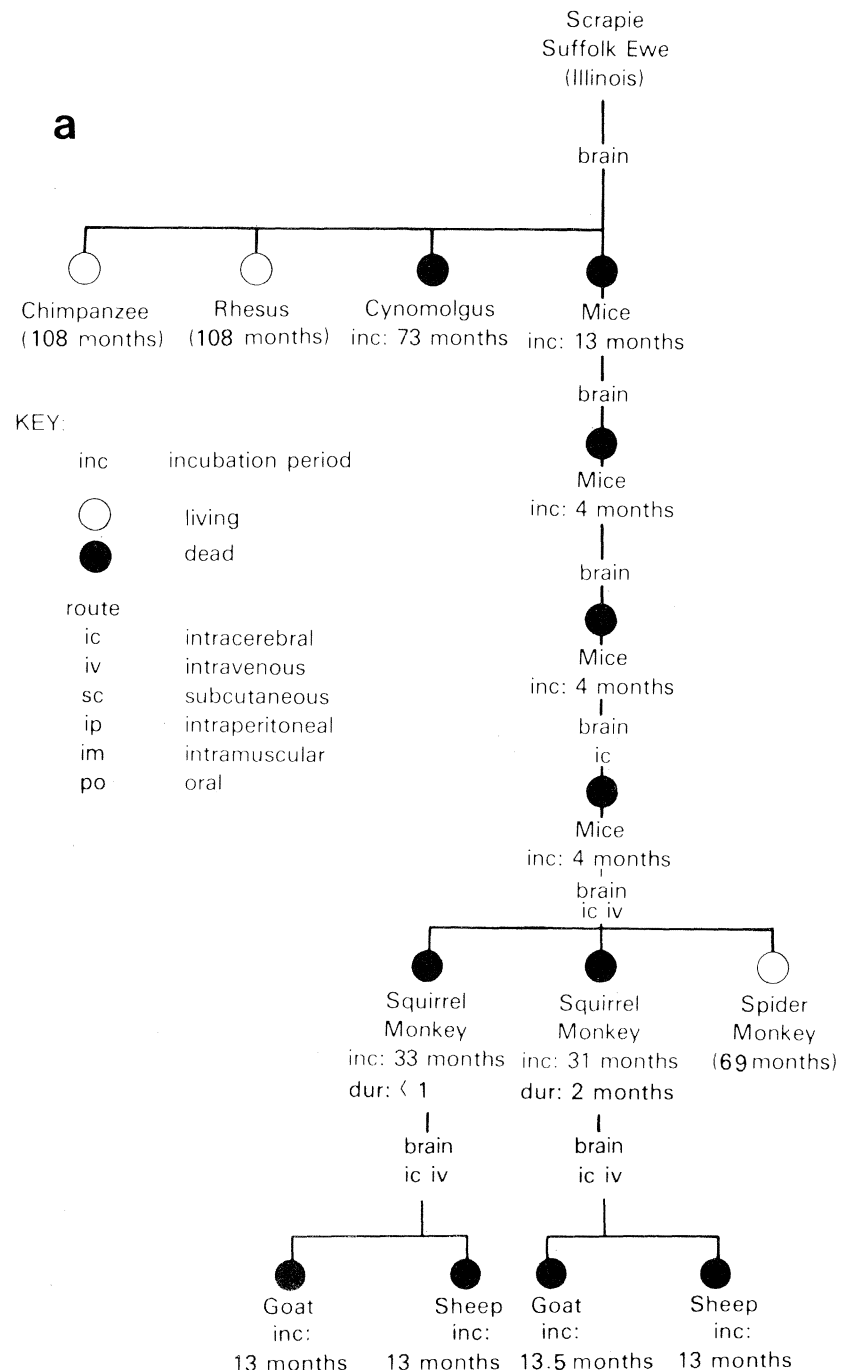 Scrapie
Suffolk Ewe
(Illinois)
a
brain
Chimpanzee
(108 months)
Rhesus
(108 months)
Cynomolgus
inc: 73 months
Mice
inc: 13 months
brain
KEY:
inc incubation period
living
dead
route
ic intracerebral
iv intravenous
sc subcutaneous
ip intraperitoneal
im intramuscular
po oral
Mice
inc: 4 months
brain
Mice
inc: 4 months
brain
ic
Mice
inc: 4 months
brain
ic iv
Squirrel
Monkey
inc: 33 months
dur: < 1
Squirrel
Monkey
inc: 31 months
dur: 2 months
Spider
Monkey
(69 months)
brain
ic iv
brain
ic iv
Goat
inc:
13 months
Sheep
inc:
13 months
Goat
inc:
13.5 months
Sheep
inc:
13 months